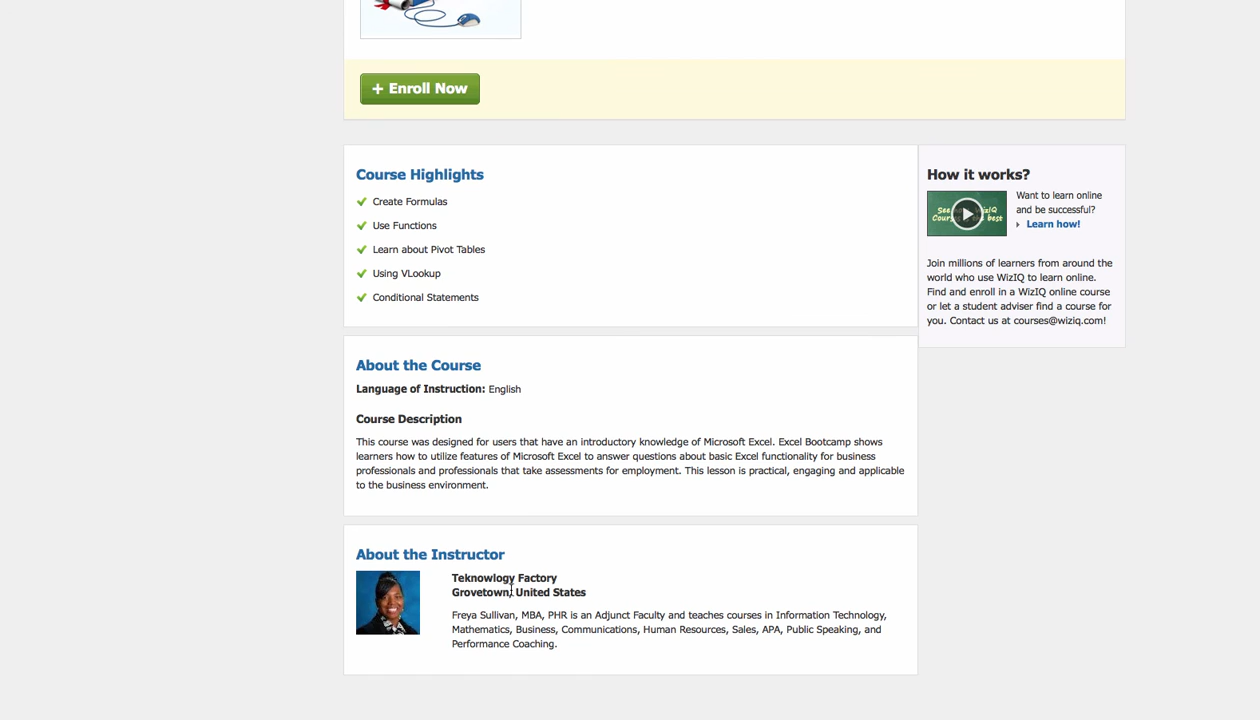 + Enroll Now
Course Highlights
Create Formulas
Use Functions
Learn about Pivot Tables
Using VLookup
Conditional Statements
How it works?
Want to learn online
and be successful?
Learn how!
Join millions of learners from around the
world who use WizIQ to learn online.
Find and enroll in a WizIQ online course
or let a student adviser find a course for
you. Contact us at courses@wiziq.com!
About the Course
Language of Instruction: English
Course Description
This course was designed for users that have an introductory knowledge of Microsoft Excel. Excel Bootcamp shows
learners how to utilize features of Microsoft Excel to answer questions about basic Excel functionality for business
professionals and professionals that take assessments for employment. This lesson is practical, engaging and applicable
to the business environment.
About the Instructor
Teknowlogy Factory
Grovetown, United States
Freya Sullivan, MBA, PHR is an Adjunct Faculty and teaches courses in Information Technology,
Mathematics, Business, Communications, Human Resources, Sales, APA, Public Speaking, and
Performance Coaching.